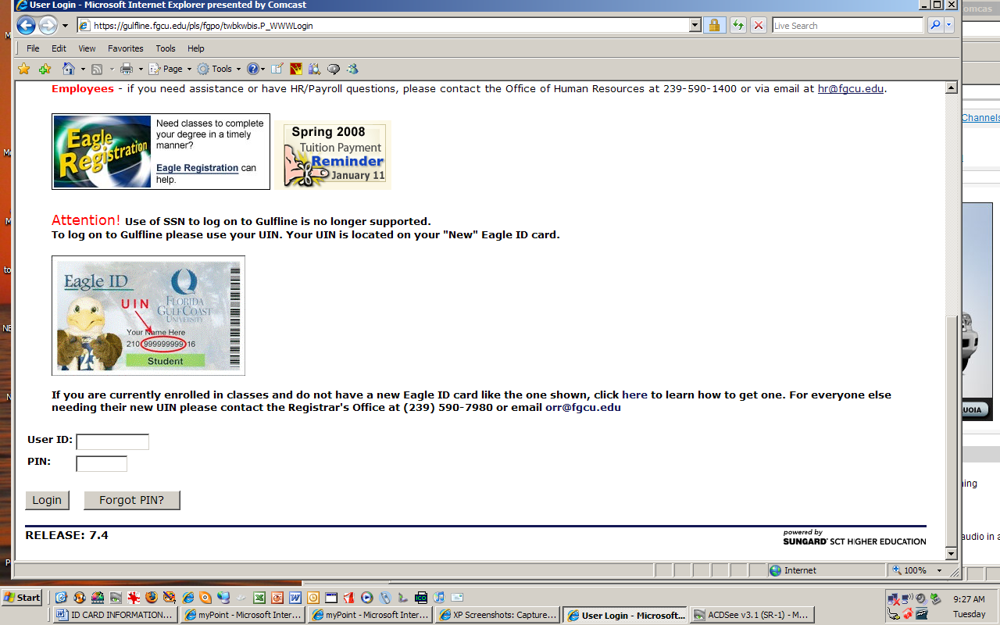 User Login - Microsoft Internet Explorer presented by Comcast
omcas
https://gulfline.fgcu.edu/pls/fgpo/twbkwbis.P_WWWLogin
Live Search
File Edit View Favorites Tools Help
Page Tools
Employees - if you need assistance or have HR/Payroll questions, please contact the Office of Human Resources at 239-590-1400 or via email at hr@fgcu.edu.
Channels
Eagle Registration
Need classes to complete
your degree in a timely
manner?
Eagle Registration can
help.
Spring 2008
Tuition Payment
Reminder
January 11
Attention! Use of SSN to log on to Gulfline is no longer supported.
To log on to Gulfline please use your UIN. Your UIN is located on your "New" Eagle ID card.
Eagle ID
UIN
FLORIDA
GULF COAST
UNIVERSITY
Your Name Here
210 999999999 16
Student
23
If you are currently enrolled in classes and do not have a new Eagle ID card like the one shown, click here to learn how to get one. For everyone else
needing their new UIN please contact the Registrar's Office at (239) 590-7980 or email orr@fgcu.edu
UOIA
User ID:
PIN:
Login Forgot PIN?
ning
RELEASE: 7.4
powered by
SUNGARD SCT HIGHER EDUCATION
audio in a
Internet
100%
Start
9:27 AM
ID CARD INFORMATION...
myPoint - Microsoft Inter...
myPoint - Microsoft Inter...
XP Screenshots: Capture...
User Login - Microsoft...
ACDSee v3.1 (SR-1) - M...
Tuesday